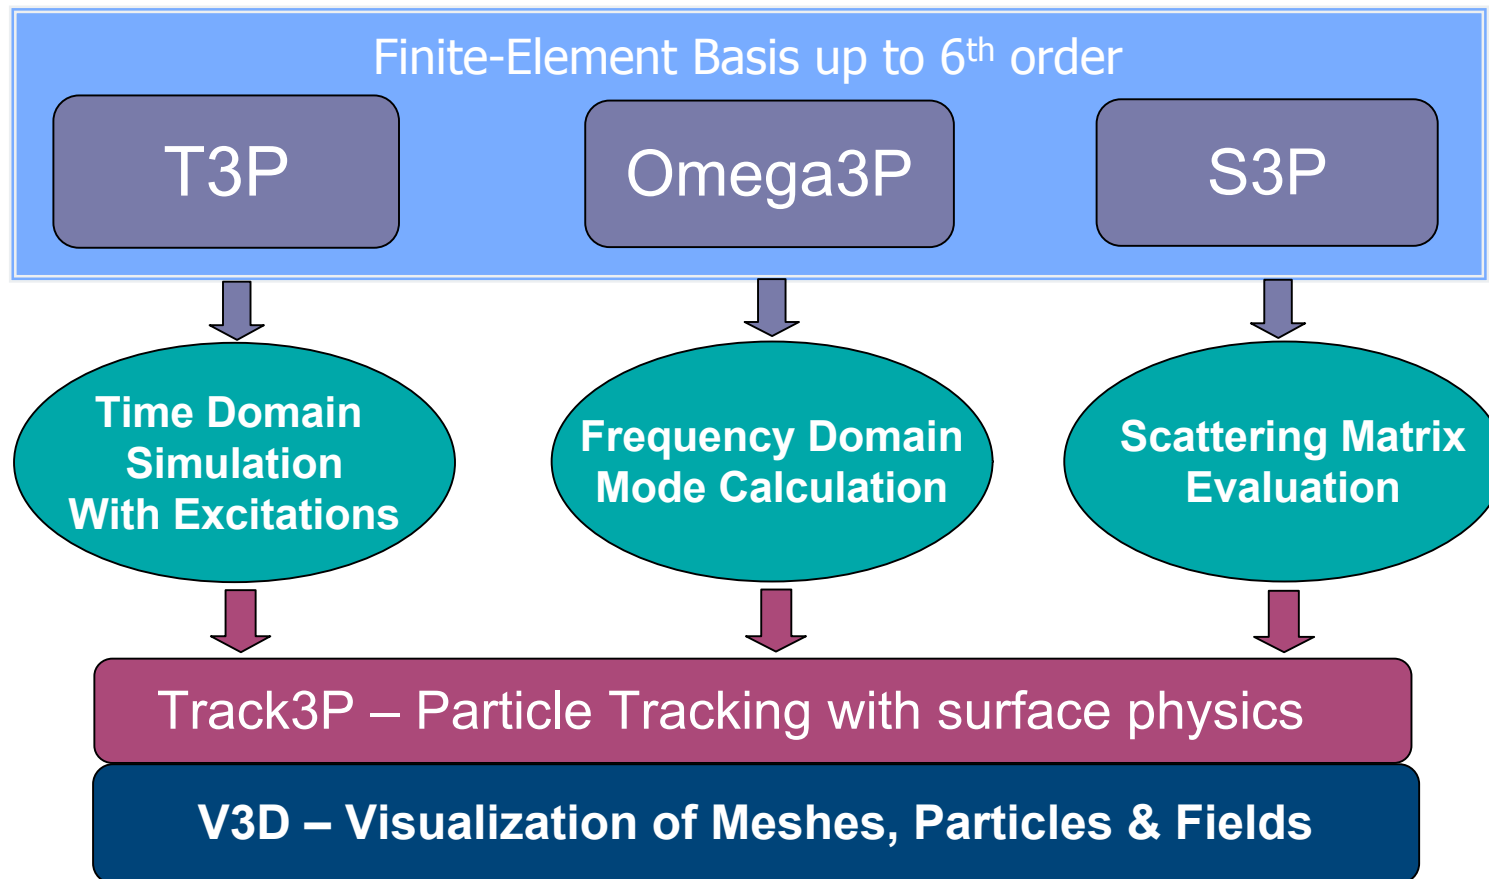 Finite-Element Basis up to 6th order
T3P
Omega3P
S3P
Time Domain
Simulation
With Excitations
Frequency Domain
Mode Calculation
Scattering Matrix
Evaluation
Track3P – Particle Tracking with surface physics
V3D – Visualization of Meshes, Particles & Fields